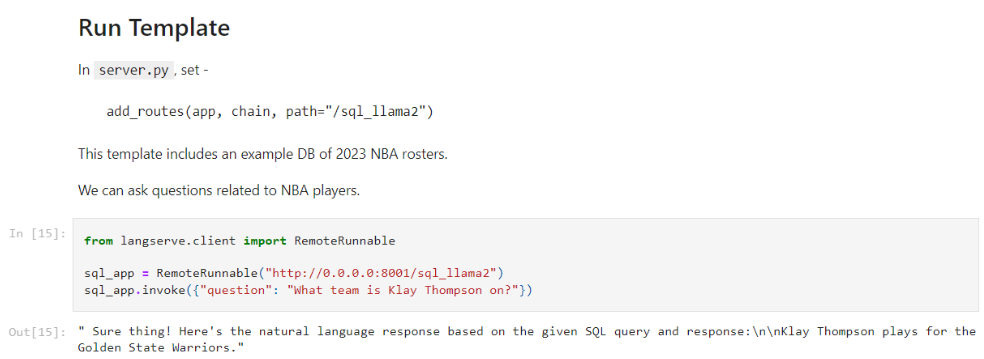 Run Template
In server.py, set -
add_routes(app, chain, path="/sql_llama2")
This template includes an example DB of 2023 NBA rosters.
We can ask questions related to NBA players.
In [15]:
from langserve.client import RemoteRunnable
sql_app = RemoteRunnable("http://0.0.0.0:8001/sql_llama2")
sql_app.invoke({"question": "What team is Klay Thompson on?"})
Out[15]:
" Sure thing! Here's the natural language response based on the given SQL query and response:\n\nKlay Thompson plays for the
Golden State Warriors."